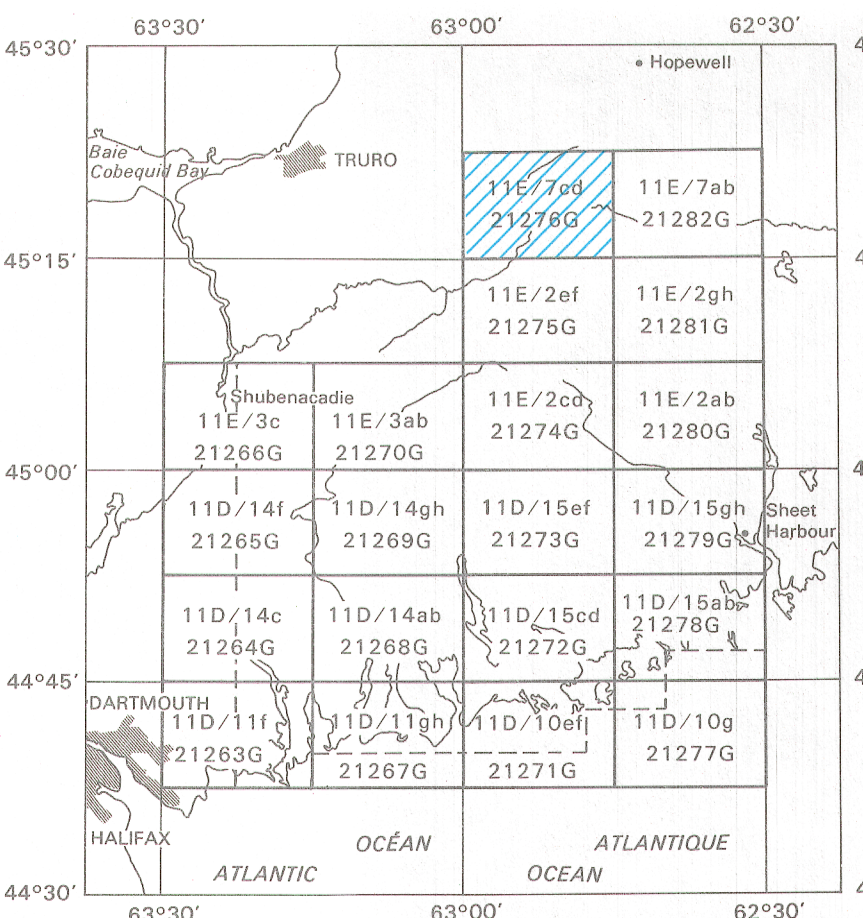 63°30′ 63°00′ 62°30′
45°30′
Hopewell
Baie
Cobequid Bay
TRURO
11E/7cd 11E/7ab
21276G 21282G
45°15′
11E/2ef 11E/2gh
21275G 21281G
Shubenacadie
11E/2cd 11E/2ab
21274G 21280G
11E/3c 11E/3ab
21266G 21270G
45°00′
11D/14f 11D/14gh 11D/15ef 11D/15gh
21265G 21269G 21273G 21279G
Sheet
Harbour
11D/14c 11D/14ab 11D/15cd 11D/15ab
21264G 21268G 21272G 21278G
44°45′
DARTMOUTH
11D/11f 11D/11gh 11D/10ef 11D/10g
21263G 21267G 21271G 21277G
HALIFAX
OCÉAN ATLANTIQUE
ATLANTIC OCEAN
44°30′
63°30′ 63°00′ 62°30′